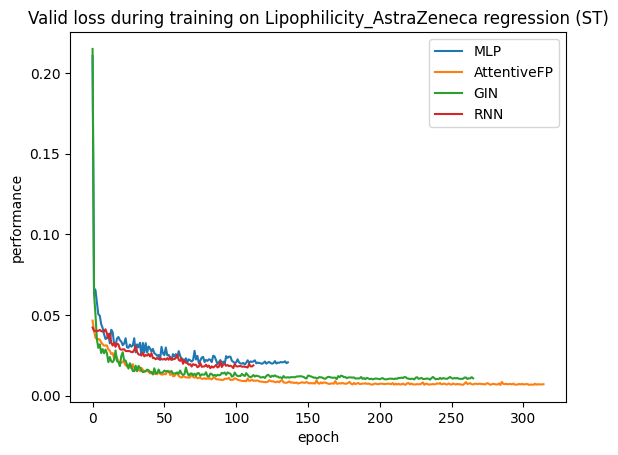 Valid loss during training on Lipophilicity_AstraZeneca regression (ST)
MLP
AttentiveFP
GIN
RNN
performance
0.20
0.15
0.10
0.05
0.00
0 50 100 150 200 250 300
epoch